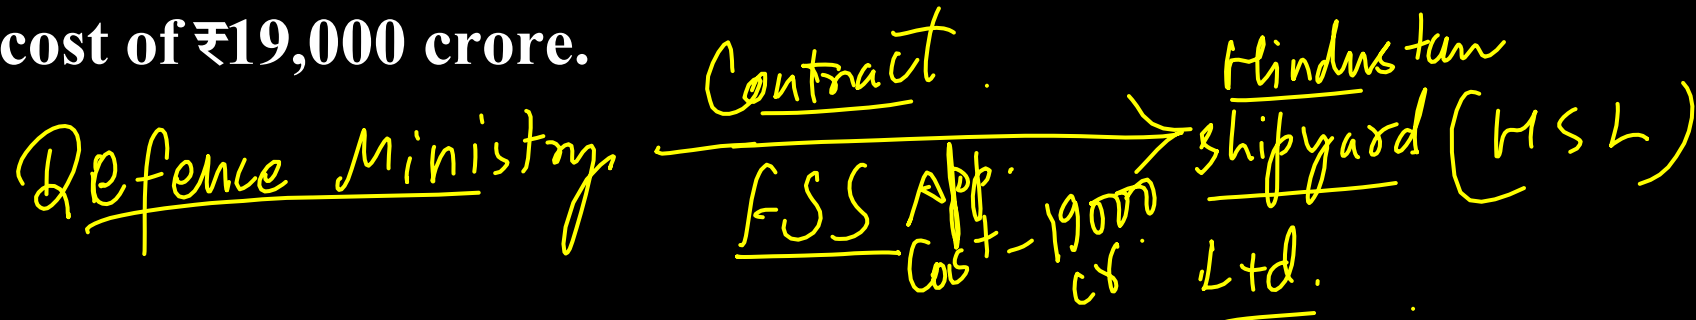 cost of ₹19,000 crore.
Defence Ministry
Contract.
FSS App.
Cost - 19000
cr.
Hindustan
Shipyard (HSL)
Ltd.